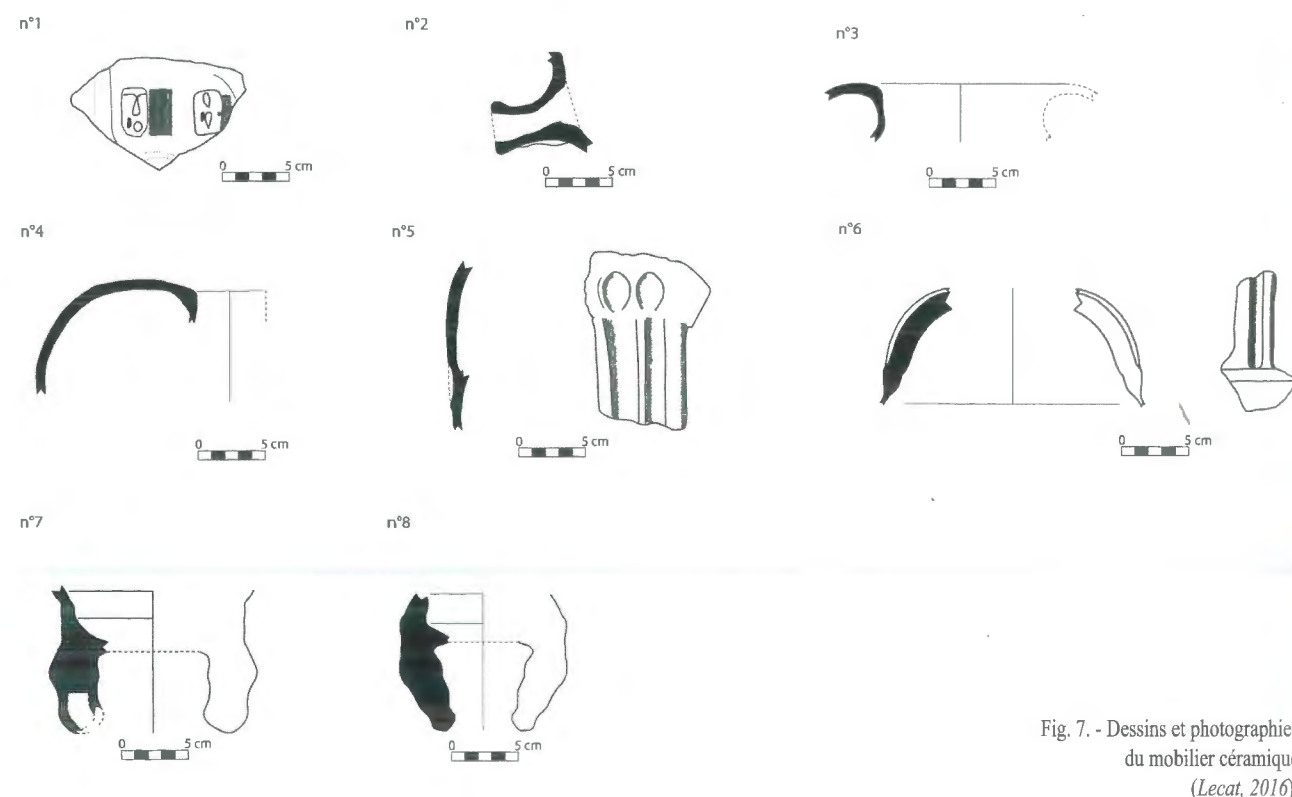 n°1
n°2
n°3
0 5 cm
0 5 cm
0 5 cm
n°4
n°5
n°6
0 5 cm
0 5 cm
0 5 cm
n°7
n°8
0 5 cm
0 5 cm
Fig. 7. - Dessins et photographie
du mobilier céramique
(Lecat, 2016)